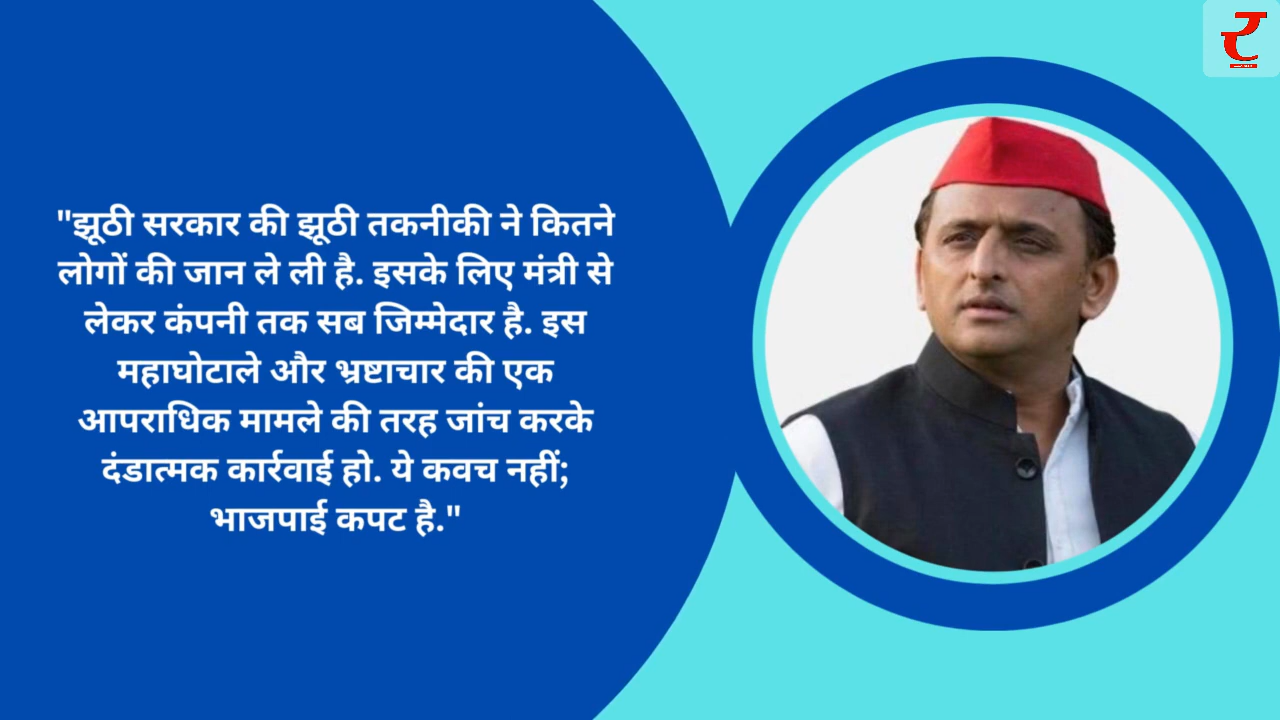 "झूठी सरकार की झूठी तकनीकी ने कितने
लोगों की जान ले ली है. इसके लिए मंत्री से
लेकर कंपनी तक सब जिम्मेदार है. इस
महाघोटाले और भ्रष्टाचार की एक
आपराधिक मामले की तरह जांच करके
दंडात्मक कार्रवाई हो. ये कवच नहीं;
भाजपाई कपट है."